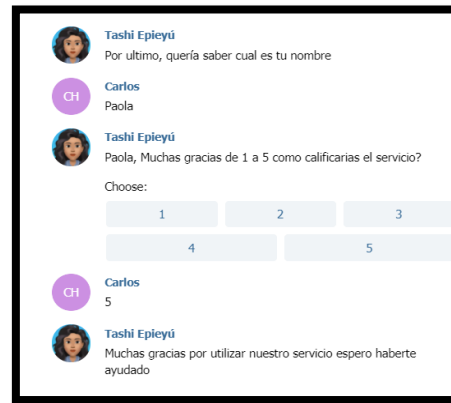 Tashi Epieyú
Por ultimo, quería saber cual es tu nombre
CH
Carlos
Paola
Tashi Epieyú
Paola, Muchas gracias de 1 a 5 como calificarias el servicio?
Choose:
1 2 3
4 5
CH
Carlos
5
Tashi Epieyú
Muchas gracias por utilizar nuestro servicio espero haberte
ayudado